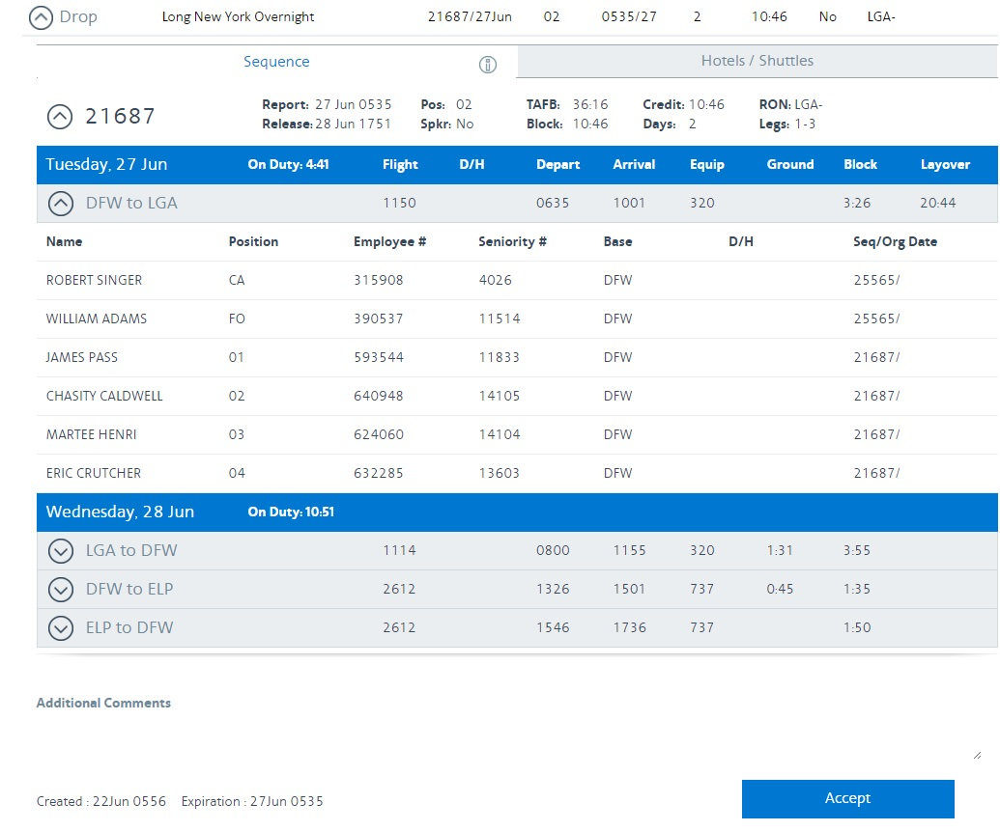 Drop Long New York Overnight 21687/27Jun 02 0535/27 2 10:46 No LGA-
Sequence Hotels / Shuttles
21687
Report: 27 Jun 0535 Pos: 02 TAFB: 36:16 Credit: 10:46 RON: LGA-
Release: 28 Jun 1751 Spkr: No Block: 10:46 Days: 2 Legs: 1-3
Tuesday, 27 Jun On Duty: 4:41 Flight D/H Depart Arrival Equip Ground Block Layover
DFW to LGA 1150 0635 1001 320 3:26 20:44
Name Position Employee # Seniority # Base D/H Seq/Org Date
ROBERT SINGER CA 315908 4026 DFW 25565/
WILLIAM ADAMS FO 390537 11514 DFW 25565/
JAMES PASS 01 593544 11833 DFW 21687/
CHASITY CALDWELL 02 640948 14105 DFW 21687/
MARTEE HENRI 03 624060 14104 DFW 21687/
ERIC CRUTCHER 04 632285 13603 DFW 21687/
Wednesday, 28 Jun On Duty: 10:51
LGA to DFW 1114 0800 1155 320 1:31 3:55
DFW to ELP 2612 1326 1501 737 0:45 1:35
ELP to DFW 2612 1546 1736 737 1:50
Additional Comments
Created : 22Jun 0556 Expiration : 27Jun 0535
Accept